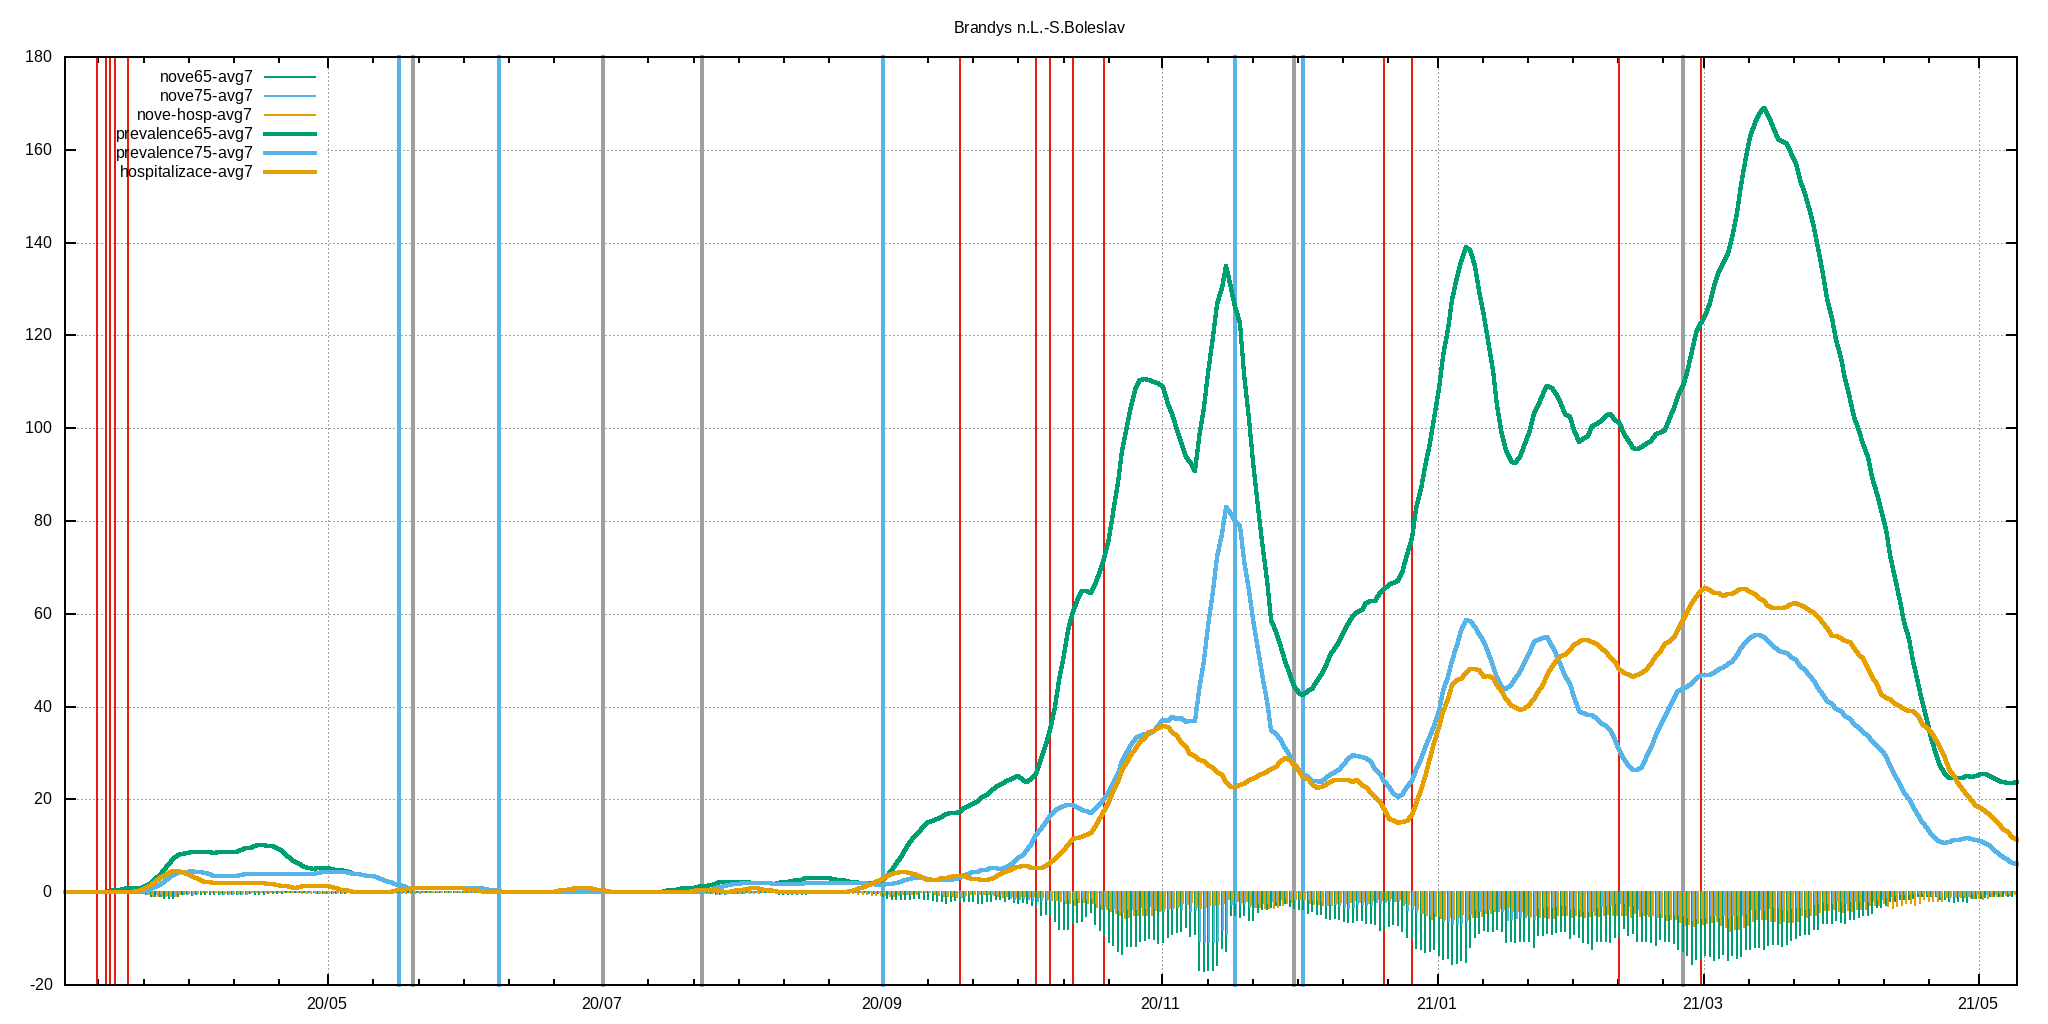 Brandys n.L.-S.Boleslav
180
160
140
120
100
80
60
40
20
0
-20
nove65-avg7
nove75-avg7
nove-hosp-avg7
prevalence65-avg7
prevalence75-avg7
hospitalizace-avg7
20/05 20/07 20/09 20/11 21/01 21/03 21/05